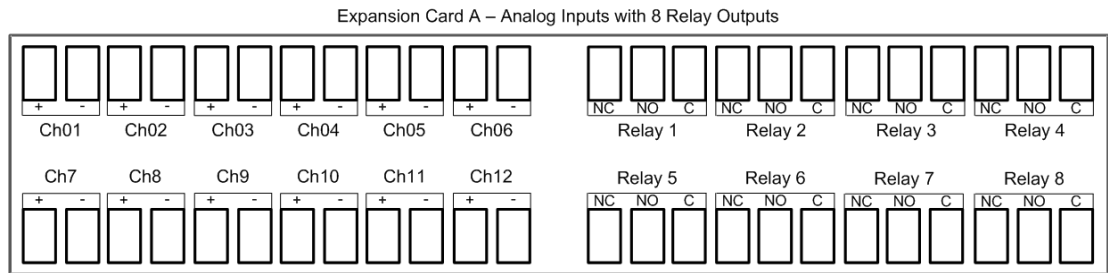 Expansion Card A – Analog Inputs with 8 Relay Outputs
+ - + - + - + - + - + - NC NO C NC NO C NC NO C NC NO C
Ch01 Ch02 Ch03 Ch04 Ch05 Ch06 Relay 1 Relay 2 Relay 3 Relay 4
Ch7 Ch8 Ch9 Ch10 Ch11 Ch12 Relay 5 Relay 6 Relay 7 Relay 8
+ - + - + - + - + - + - NC NO C NC NO C NC NO C NC NO C